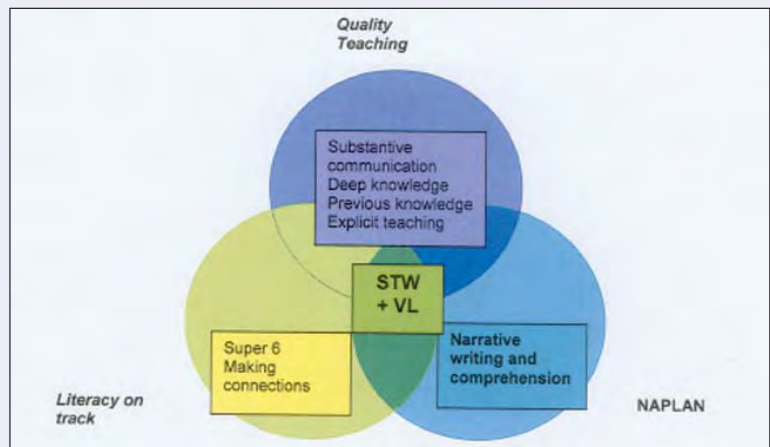 Quality
Teaching
Substantive
communication
Deep knowledge
Previous knowledge
Explicit teaching
STW
+ VL
Super 6
Making
connections
Narrative
writing and
comprehension
Literacy on
track
NAPLAN